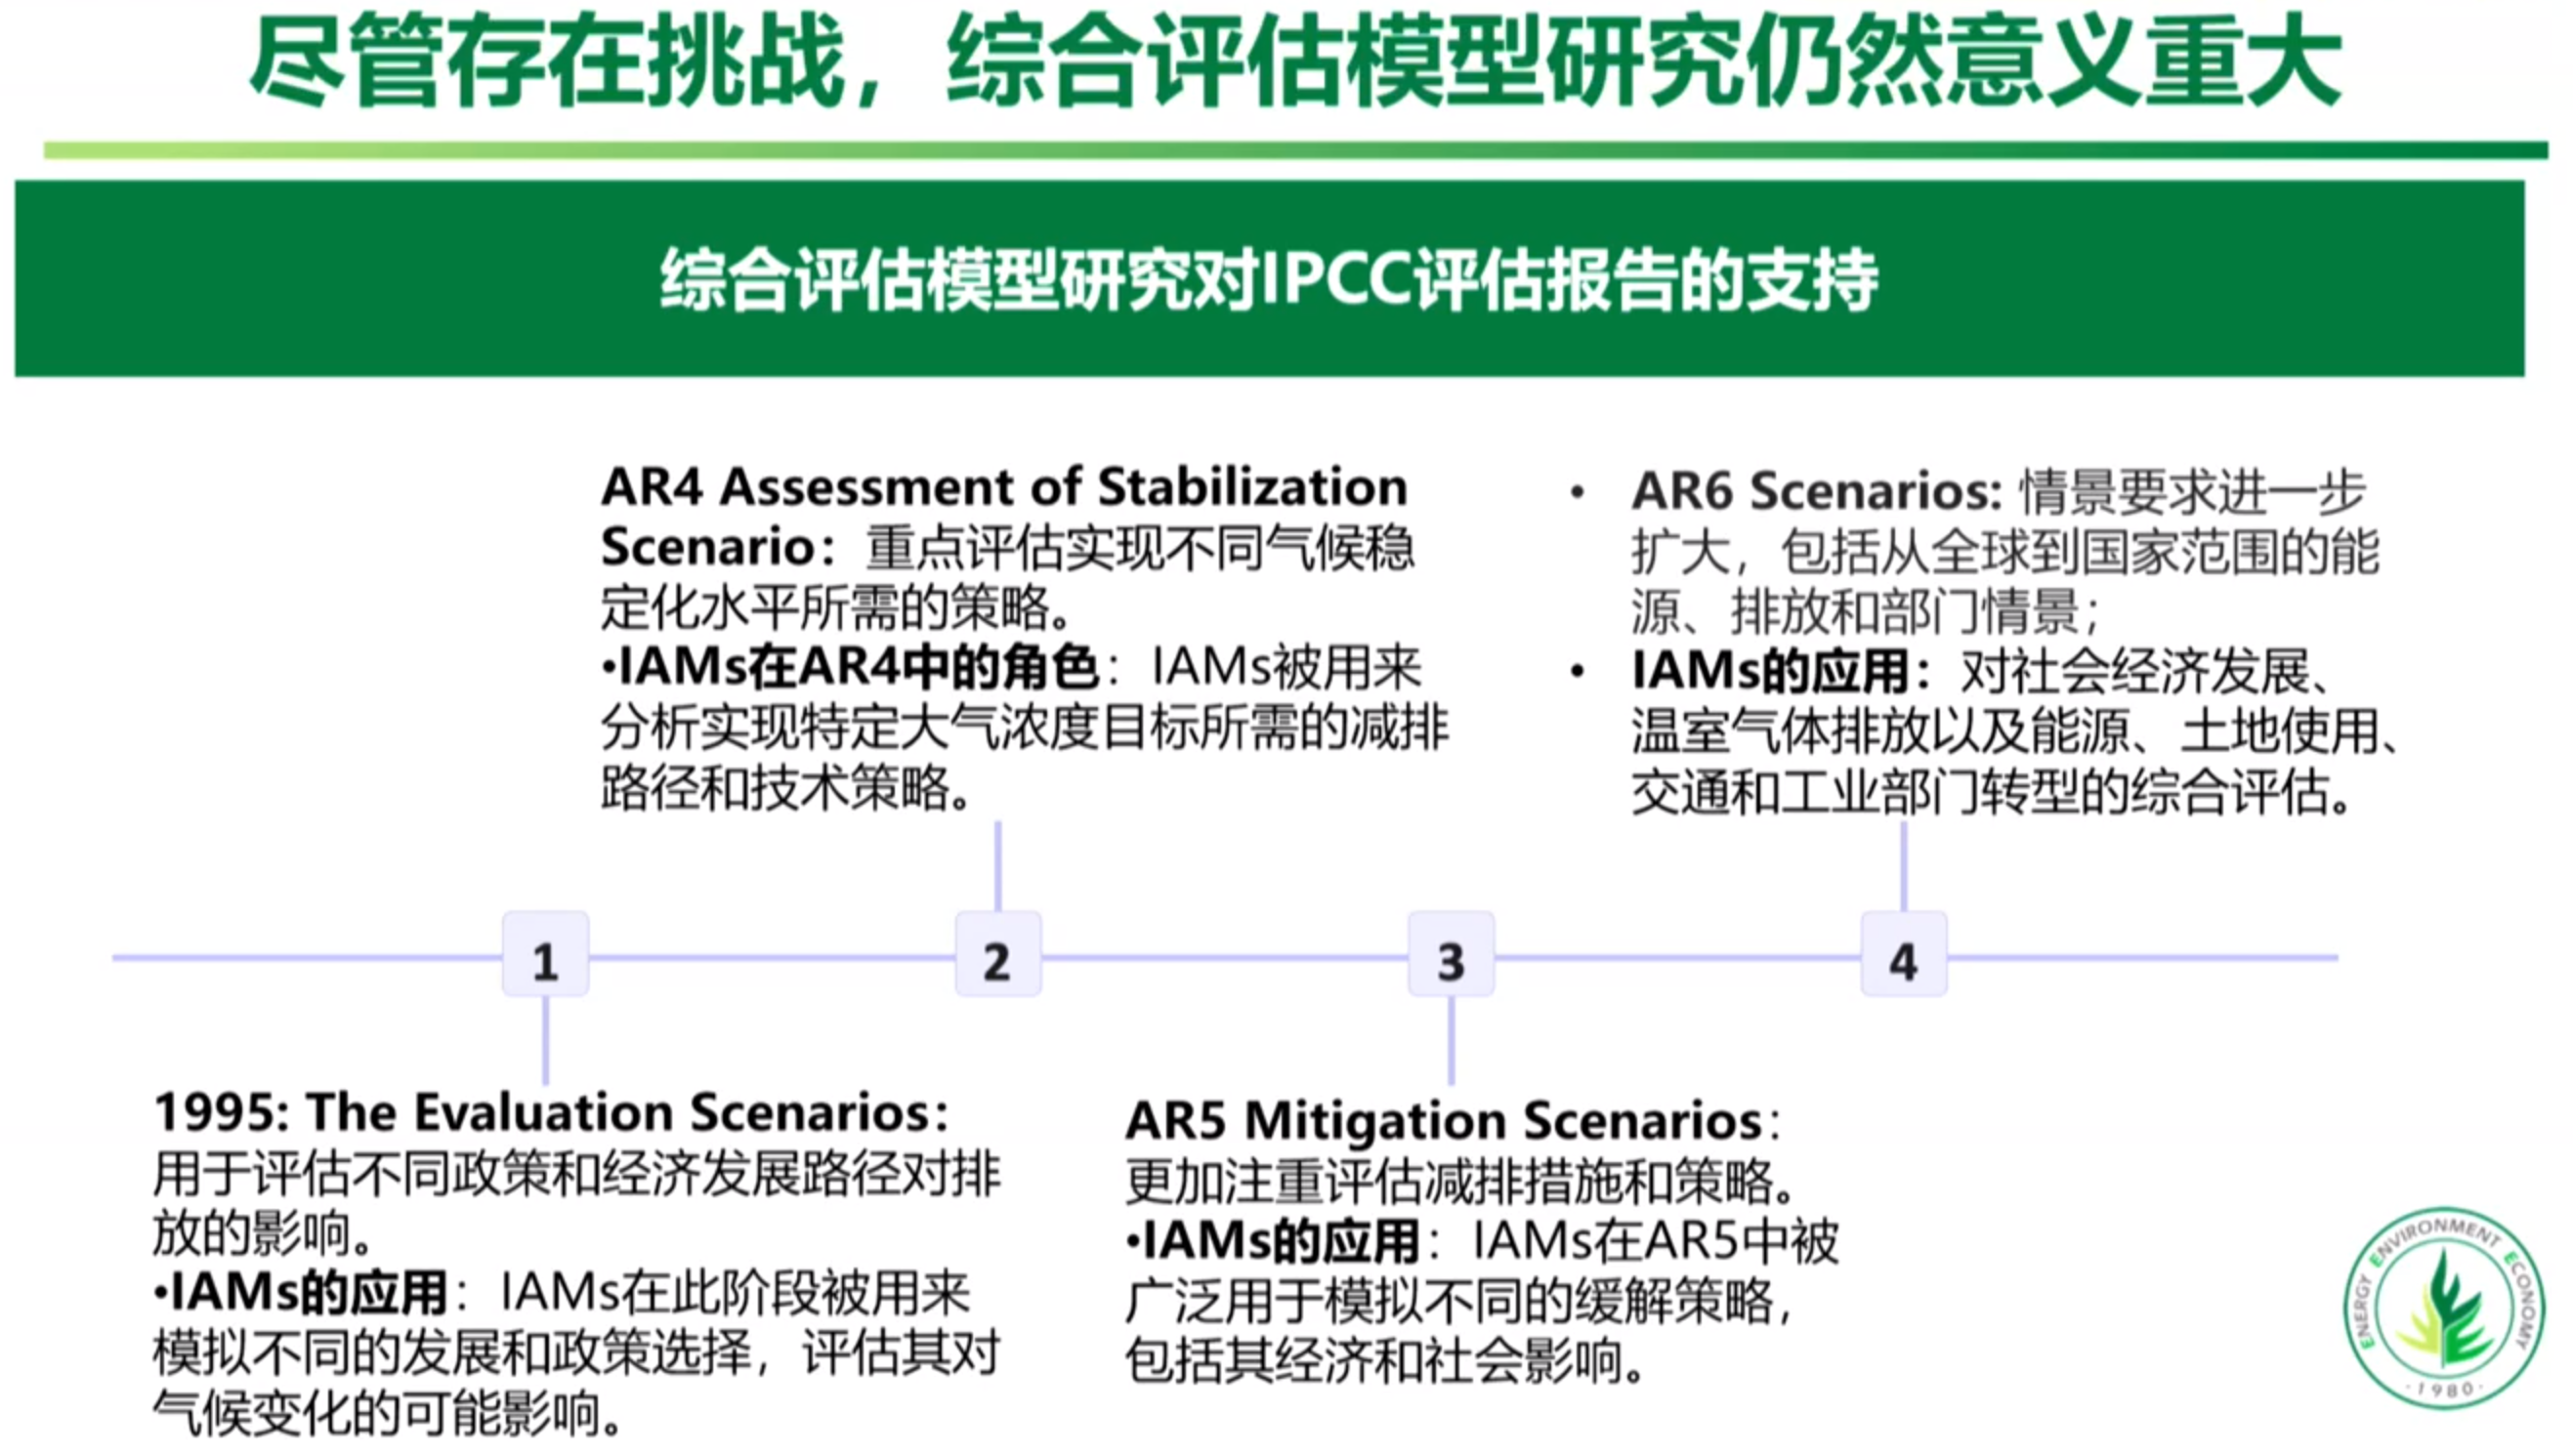 尽管存在挑战，综合评估模型研究仍然意义重大
综合评估模型研究对IPCC评估报告的支持
AR4 Assessment of Stabilization
Scenario：重点评估实现不同气候稳
定化水平所需的策略。
•IAMs在AR4中的角色：IAMs被用来
分析实现特定大气浓度目标所需的减排
路径和技术策略。
• AR6 Scenarios: 情景要求进一步
扩大，包括从全球到国家范围的能
源、排放和部门情景；
• IAMs的应用：对社会经济发展、
温室气体排放以及能源、土地使用、
交通和工业部门转型的综合评估。
1
2
3
4
1995: The Evaluation Scenarios：
用于评估不同政策和经济发展路径对排
放的影响。
•IAMs的应用：IAMs在此阶段被用来
模拟不同的发展和政策选择，评估其对
气候变化的可能影响。
AR5 Mitigation Scenarios：
更加注重评估减排措施和策略。
•IAMs的应用：IAMs在AR5中被
广泛用于模拟不同的缓解策略，
包括其经济和社会影响。
ENERGY ENVIRONMENT ECONOMY
·1980·